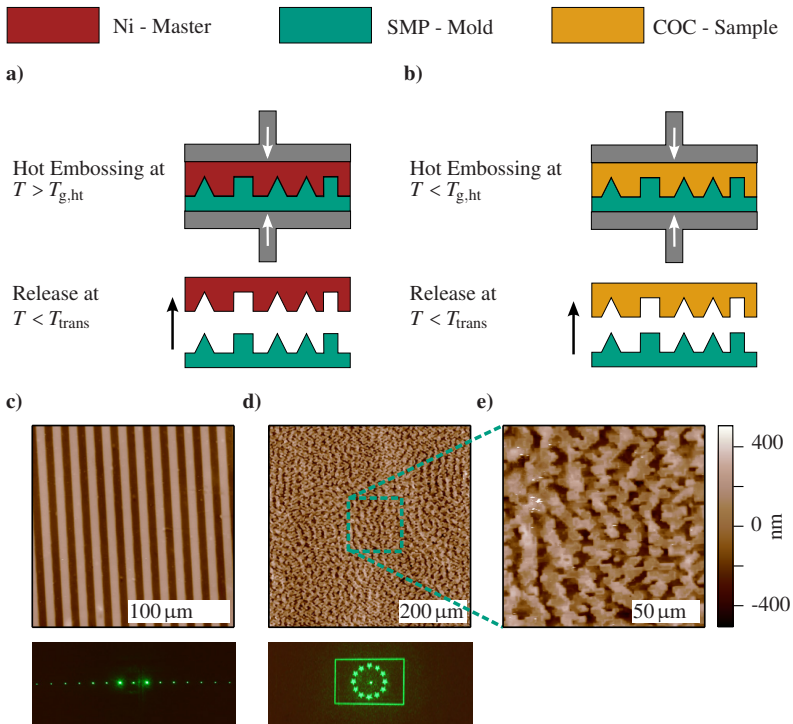 Ni - Master
SMP - Mold
COC - Sample
a)
b)
Hot Embossing at
T > Tg,ht
Hot Embossing at
T < Tg,ht
Release at
T < Ttrans
Release at
T < Ttrans
c)
d)
e)
100 µm
200 µm
50 µm
400
0
-400
nm